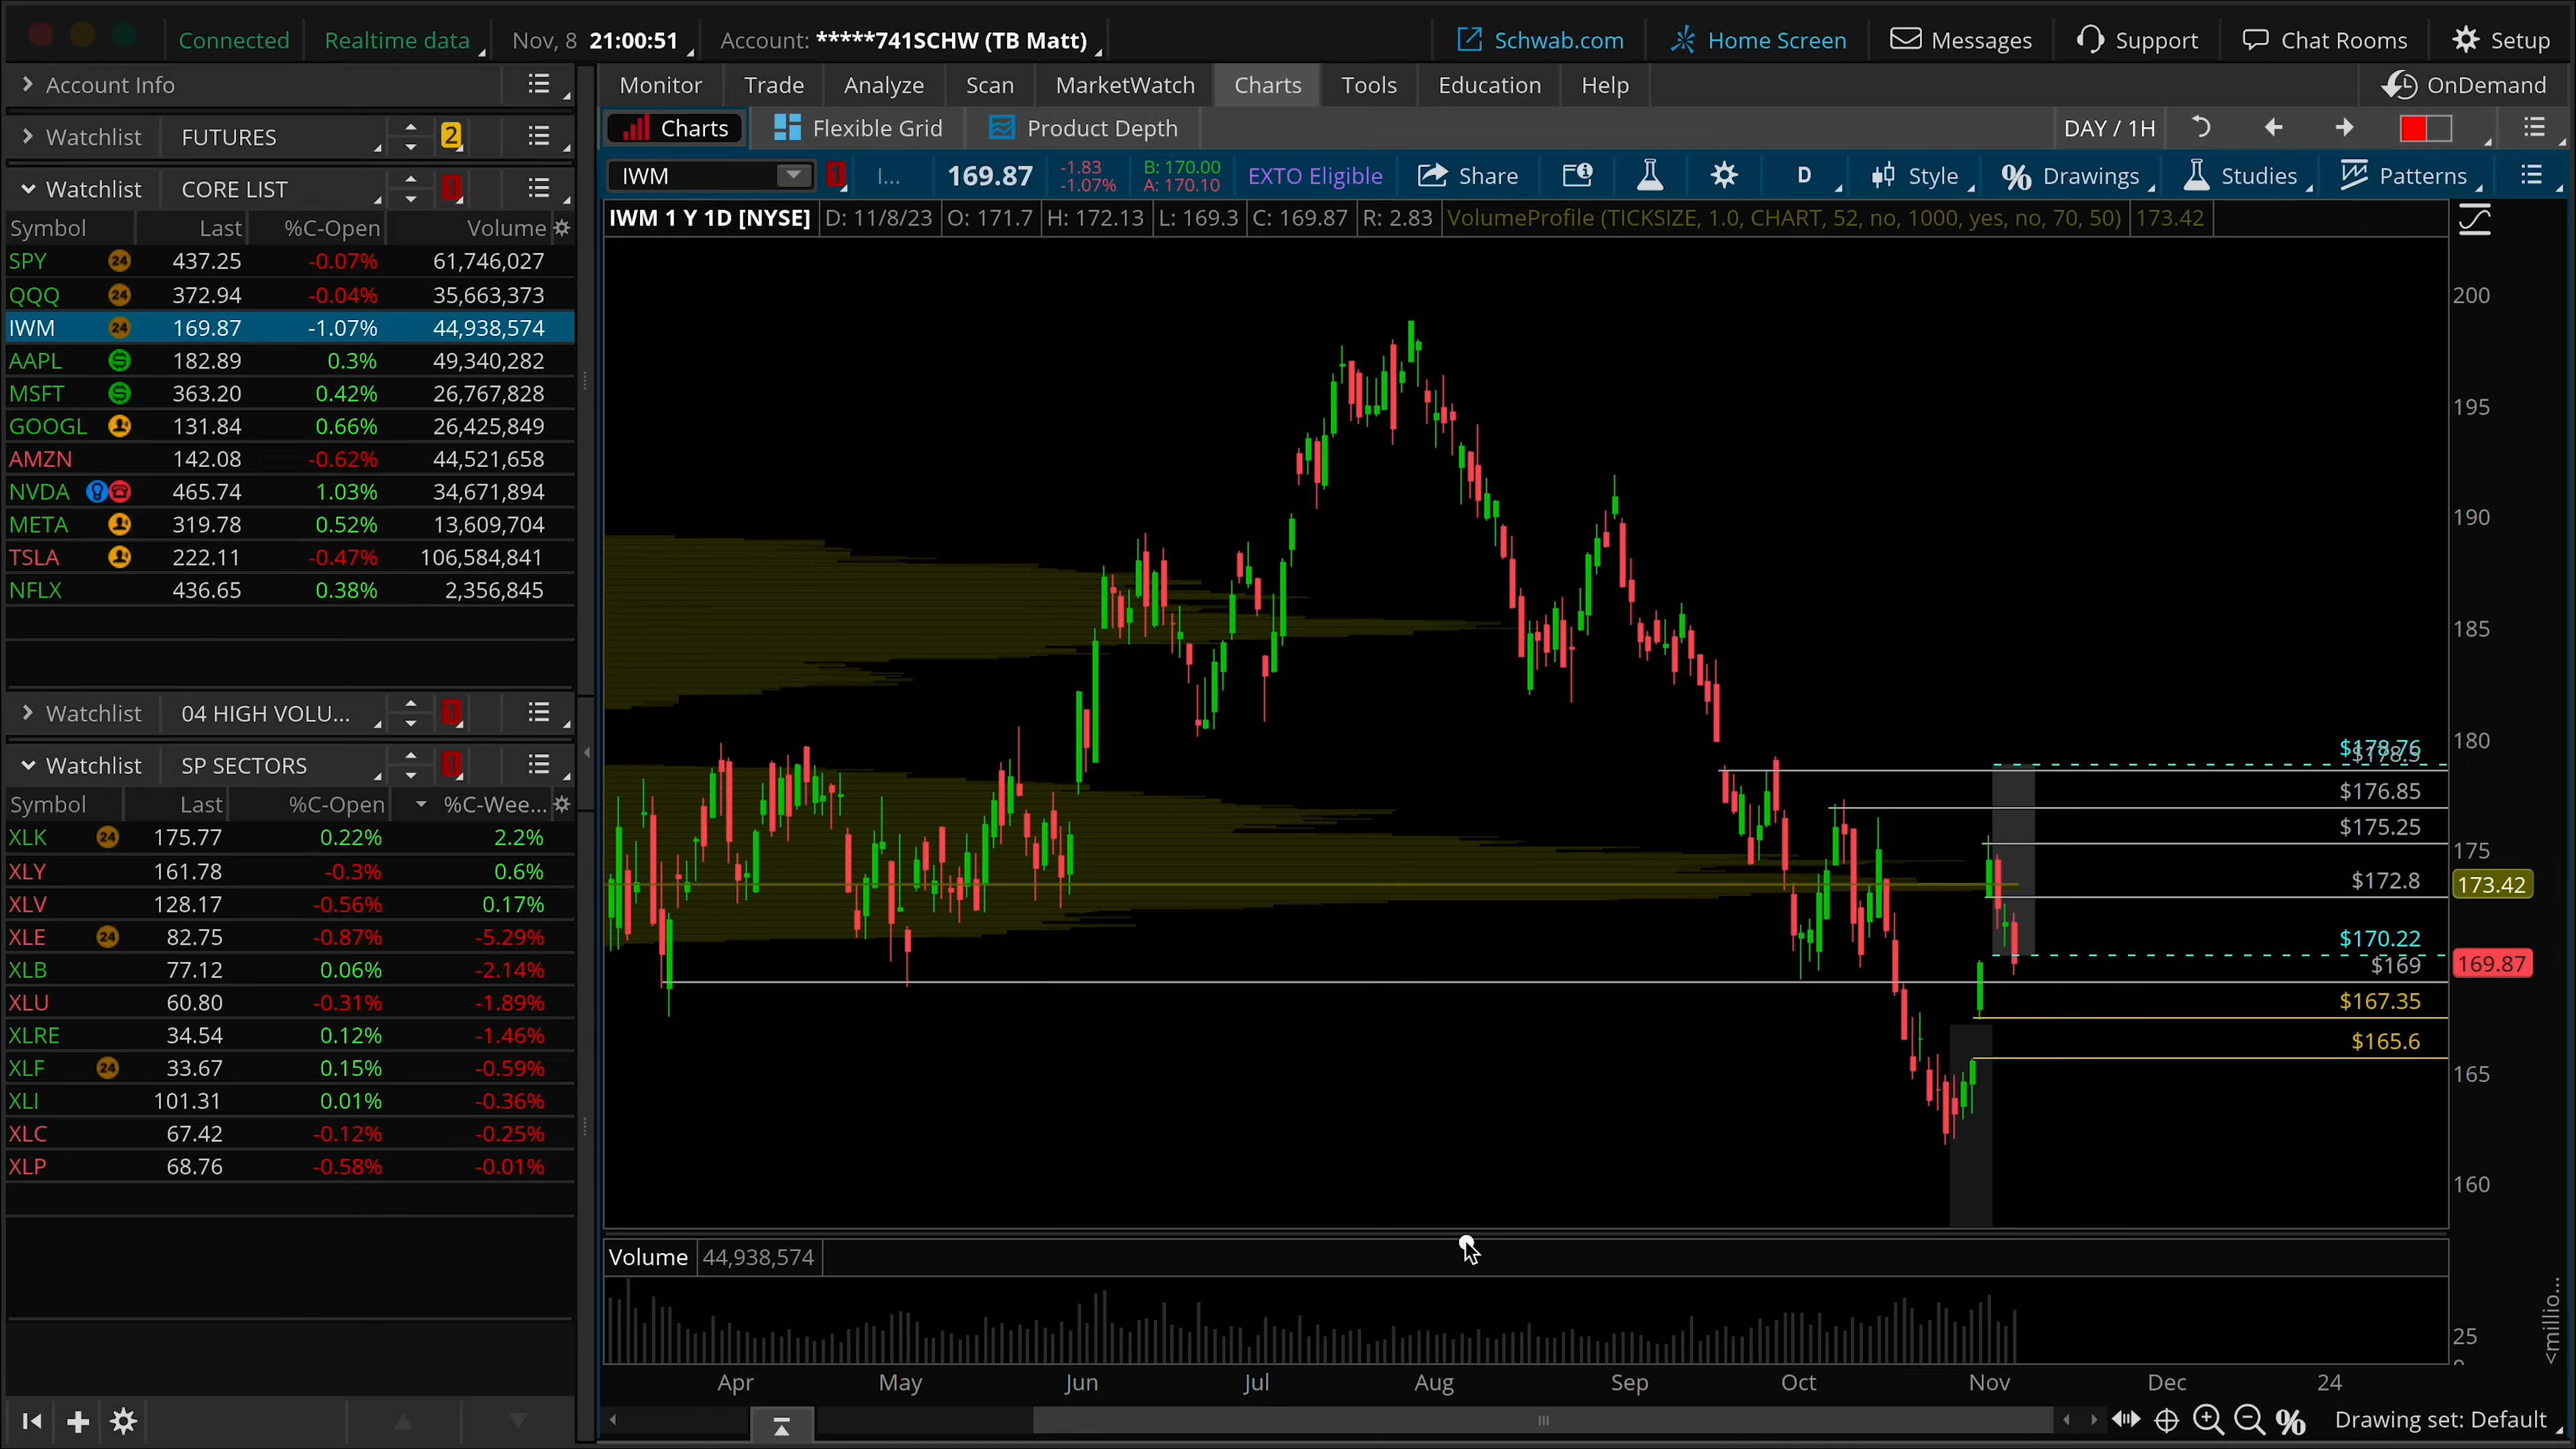 Connected Realtime data Nov, 8 21:00:51 Account: *****741SCHW (TB Matt) Schwab.com Home Screen Messages Support Chat Rooms Setup
Account Info
Monitor Trade Analyze Scan MarketWatch Charts Tools Education Help OnDemand
Watchlist FUTURES 2
Charts Flexible Grid Product Depth DAY / 1H
IWM 1 I... 169.87 -1.83 -1.07% B: 170.00 A: 170.10 EXTO Eligible Share D Style Drawings Studies Patterns
Watchlist CORE LIST 1
IWM 1 Y 1D [NYSE] D: 11/8/23 O: 171.7 H: 172.13 L: 169.3 C: 169.87 R: 2.83 VolumeProfile (TICKSIZE, 1.0, CHART, 52, no, 1000, yes, no, 70, 50) 173.42
Symbol Last %C-Open Volume
SPY 24 437.25 -0.07% 61,746,027
QQQ 24 372.94 -0.04% 35,663,373
IWM 24 169.87 -1.07% 44,938,574
AAPL 182.89 0.3% 49,340,282
MSFT 363.20 0.42% 26,767,828
GOOGL 131.84 0.66% 26,425,849
AMZN 142.08 -0.62% 44,521,658
NVDA 465.74 1.03% 34,671,894
META 319.78 0.52% 13,609,704
TSLA 222.11 -0.47% 106,584,841
NFLX 436.65 0.38% 2,356,845
Watchlist 04 HIGH VOLU... 1
Watchlist SP SECTORS 1
Symbol Last %C-Open %C-Wee...
XLK 24 175.77 0.22% 2.2%
XLY 161.78 -0.3% 0.6%
XLV 128.17 -0.56% 0.17%
XLE 24 82.75 -0.87% -5.29%
XLB 77.12 0.06% -2.14%
XLU 60.80 -0.31% -1.89%
XLRE 34.54 0.12% -1.46%
XLF 24 33.67 0.15% -0.59%
XLI 101.31 0.01% -0.36%
XLC 67.42 -0.12% -0.25%
XLP 68.76 -0.58% -0.01%
200
195
190
185
180
175
173.42
169.87
165
160
$178.76
$178.5
$176.85
$175.25
$172.8
$170.22
$169
$167.35
$165.6
Volume 44,938,574
25
<millio...
Apr May Jun Jul Aug Sep Oct Nov Dec 24
Drawing set: Default